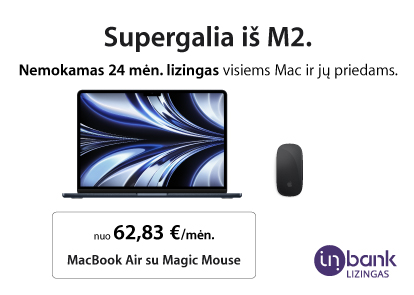 Supergalia iš M2.
Nemokamas 24 mėn. lizingas visiems Mac ir jų priedams.
nuo 62,83 €/mėn.
MacBook Air su Magic Mouse
inbank
LIZINGAS